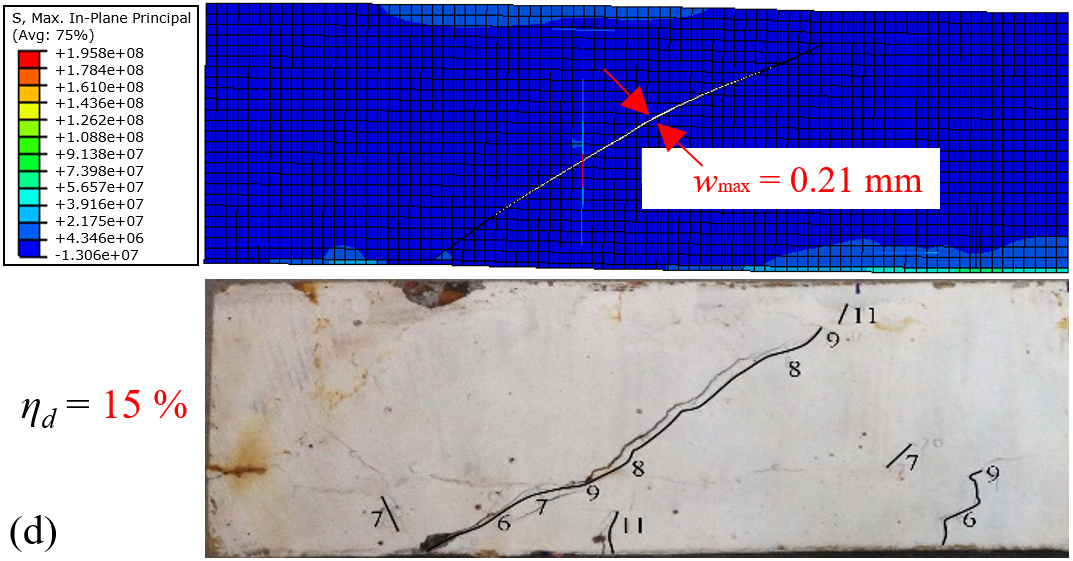 S, Max. In-Plane Principal
(Avg: 75%)
+1.958e+08
+1.784e+08
+1.610e+08
+1.436e+08
+1.262e+08
+1.088e+08
+9.138e+07
+7.398e+07
+5.657e+07
+3.916e+07
+2.175e+07
+4.346e+06
-1.306e+07
wmax = 0.21 mm
ηd = 15 %
(d)
11
9
8
8
7
9
9
7
6
7
11
6